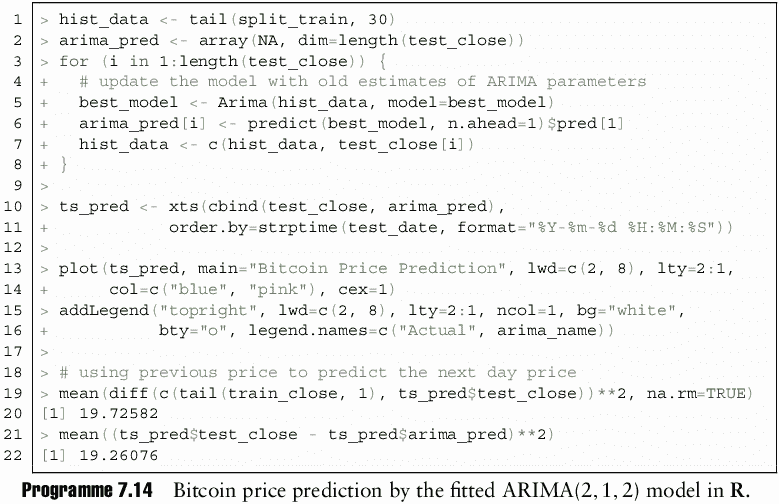 1 > hist_data <- tail(split_train, 30)
2 > arima_pred <- array(NA, dim=length(test_close))
3 > for (i in 1:length(test_close)) {
4 +   # update the model with old estimates of ARIMA parameters
5 +   best_model <- Arima(hist_data, model=best_model)
6 +   arima_pred[i] <- predict(best_model, n.ahead=1)$pred[1]
7 +   hist_data <- c(hist_data, test_close[i])
8 + }
9 >
10 > ts_pred <- xts(cbind(test_close, arima_pred),
11 +          order.by=strptime(test_date, format="%Y-%m-%d %H:%M:%S"))
12 >
13 > plot(ts_pred, main="Bitcoin Price Prediction", lwd=c(2, 8), lty=2:1,
14 +      col=c("blue", "pink"), cex=1)
15 > addLegend("topright", lwd=c(2, 8), lty=2:1, ncol=1, bg="white",
16 +          bty="o", legend.names=c("Actual", arima_name))
17 >
18 > # using previous price to predict the next day price
19 > mean(diff(c(tail(train_close, 1), ts_pred$test_close))**2, na.rm=TRUE)
20 [1] 19.72582
21 > mean((ts_pred$test_close - ts_pred$arima_pred)**2)
22 [1] 19.26076
Programme 7.14 Bitcoin price prediction by the fitted ARIMA(2, 1, 2) model in R.